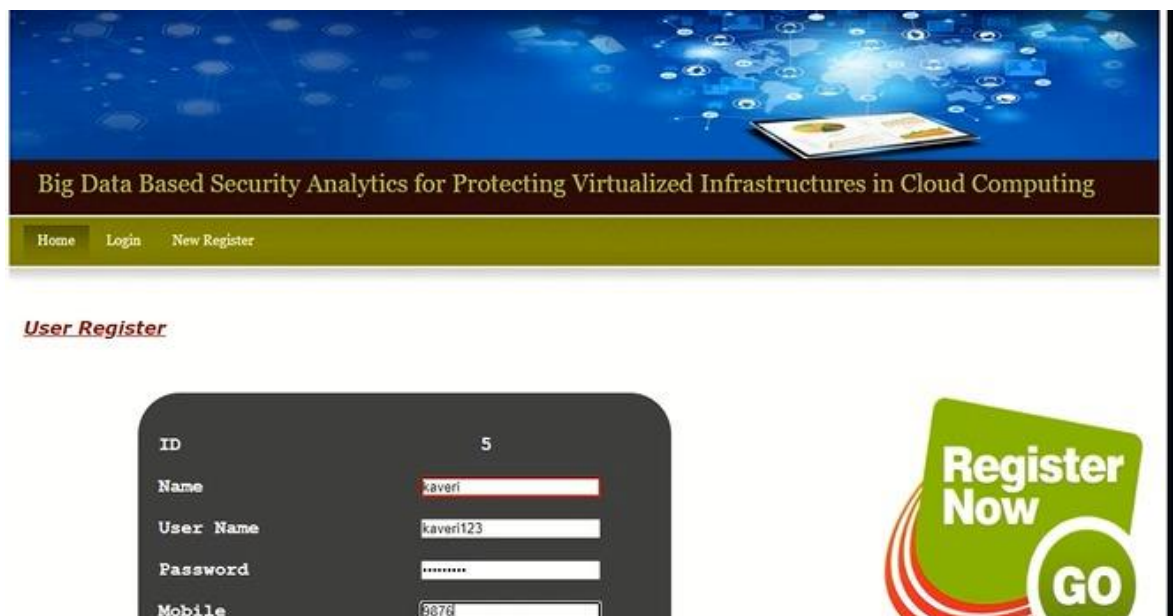 Big Data Based Security Analytics for Protecting Virtualized Infrastructures in Cloud Computing
Home Login New Register
User Register
ID 5
Name kaveri
User Name kaveri123
Password •••••••••
Mobile 9876
Register
Now
GO